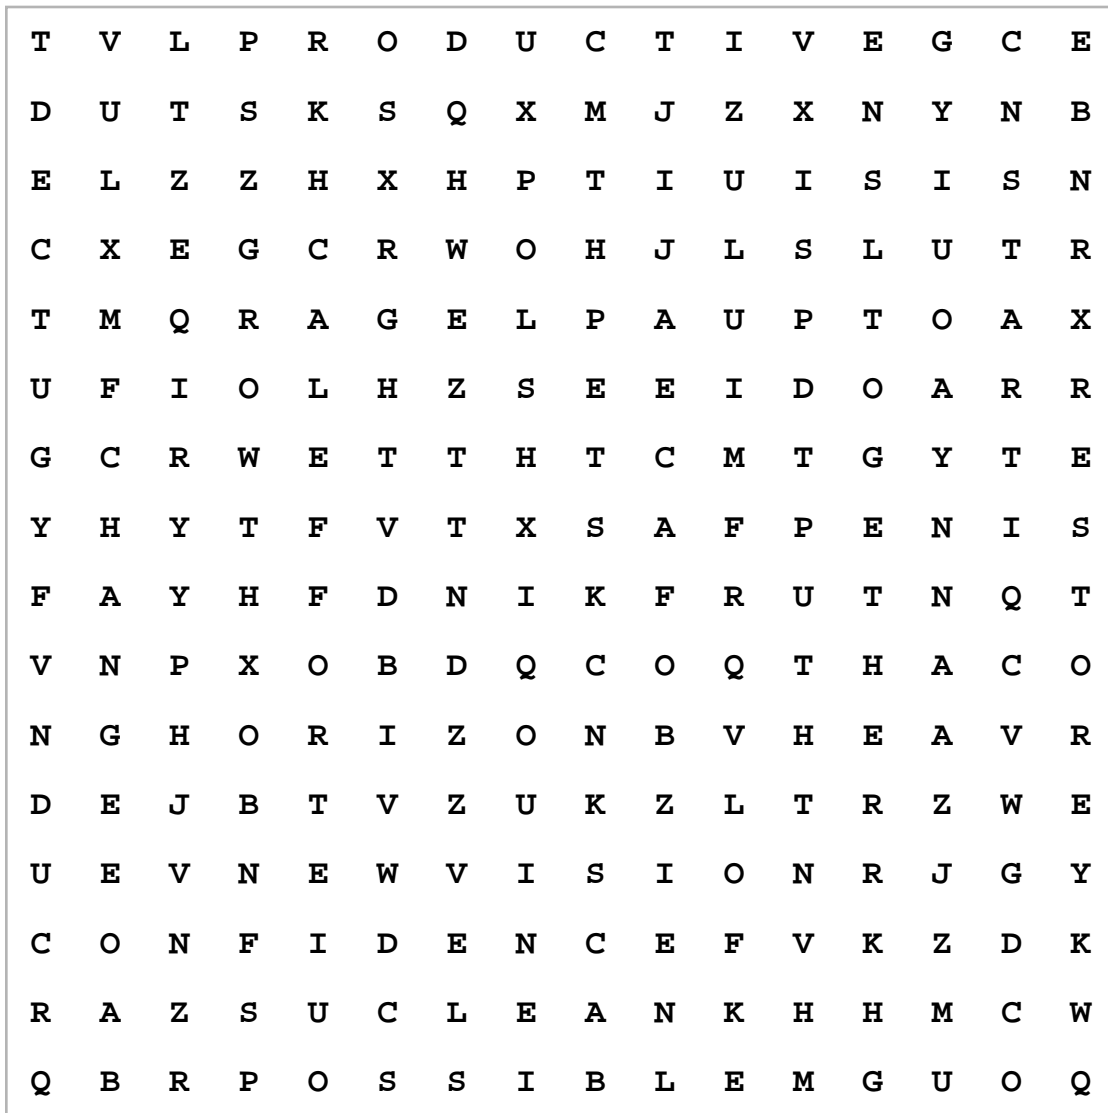 T V L P R O D U C T I V E G C E
D U T S K S Q X M J Z X N Y N B
E L Z Z H X H P T I U I S I S N
C X E G C R W O H J L S L U T R
T M Q R A G E L P A U P T O A X
U F I O L H Z S E E I D O A R R
G C R W E T T H T C M T G Y T E
Y H Y T F V T X S A F P E N I S
F A Y H F D N I K F R U T N Q T
V N P X O B D Q C O Q T H A C O
N G H O R I Z O N B V H E A V R
D E J B T V Z U K Z L T R Z W E
U E V N E W V I S I O N R J G Y
C O N F I D E N C E F V K Z D K
R A Z S U C L E A N K H H M C W
Q B R P O S S I B L E M G U O Q